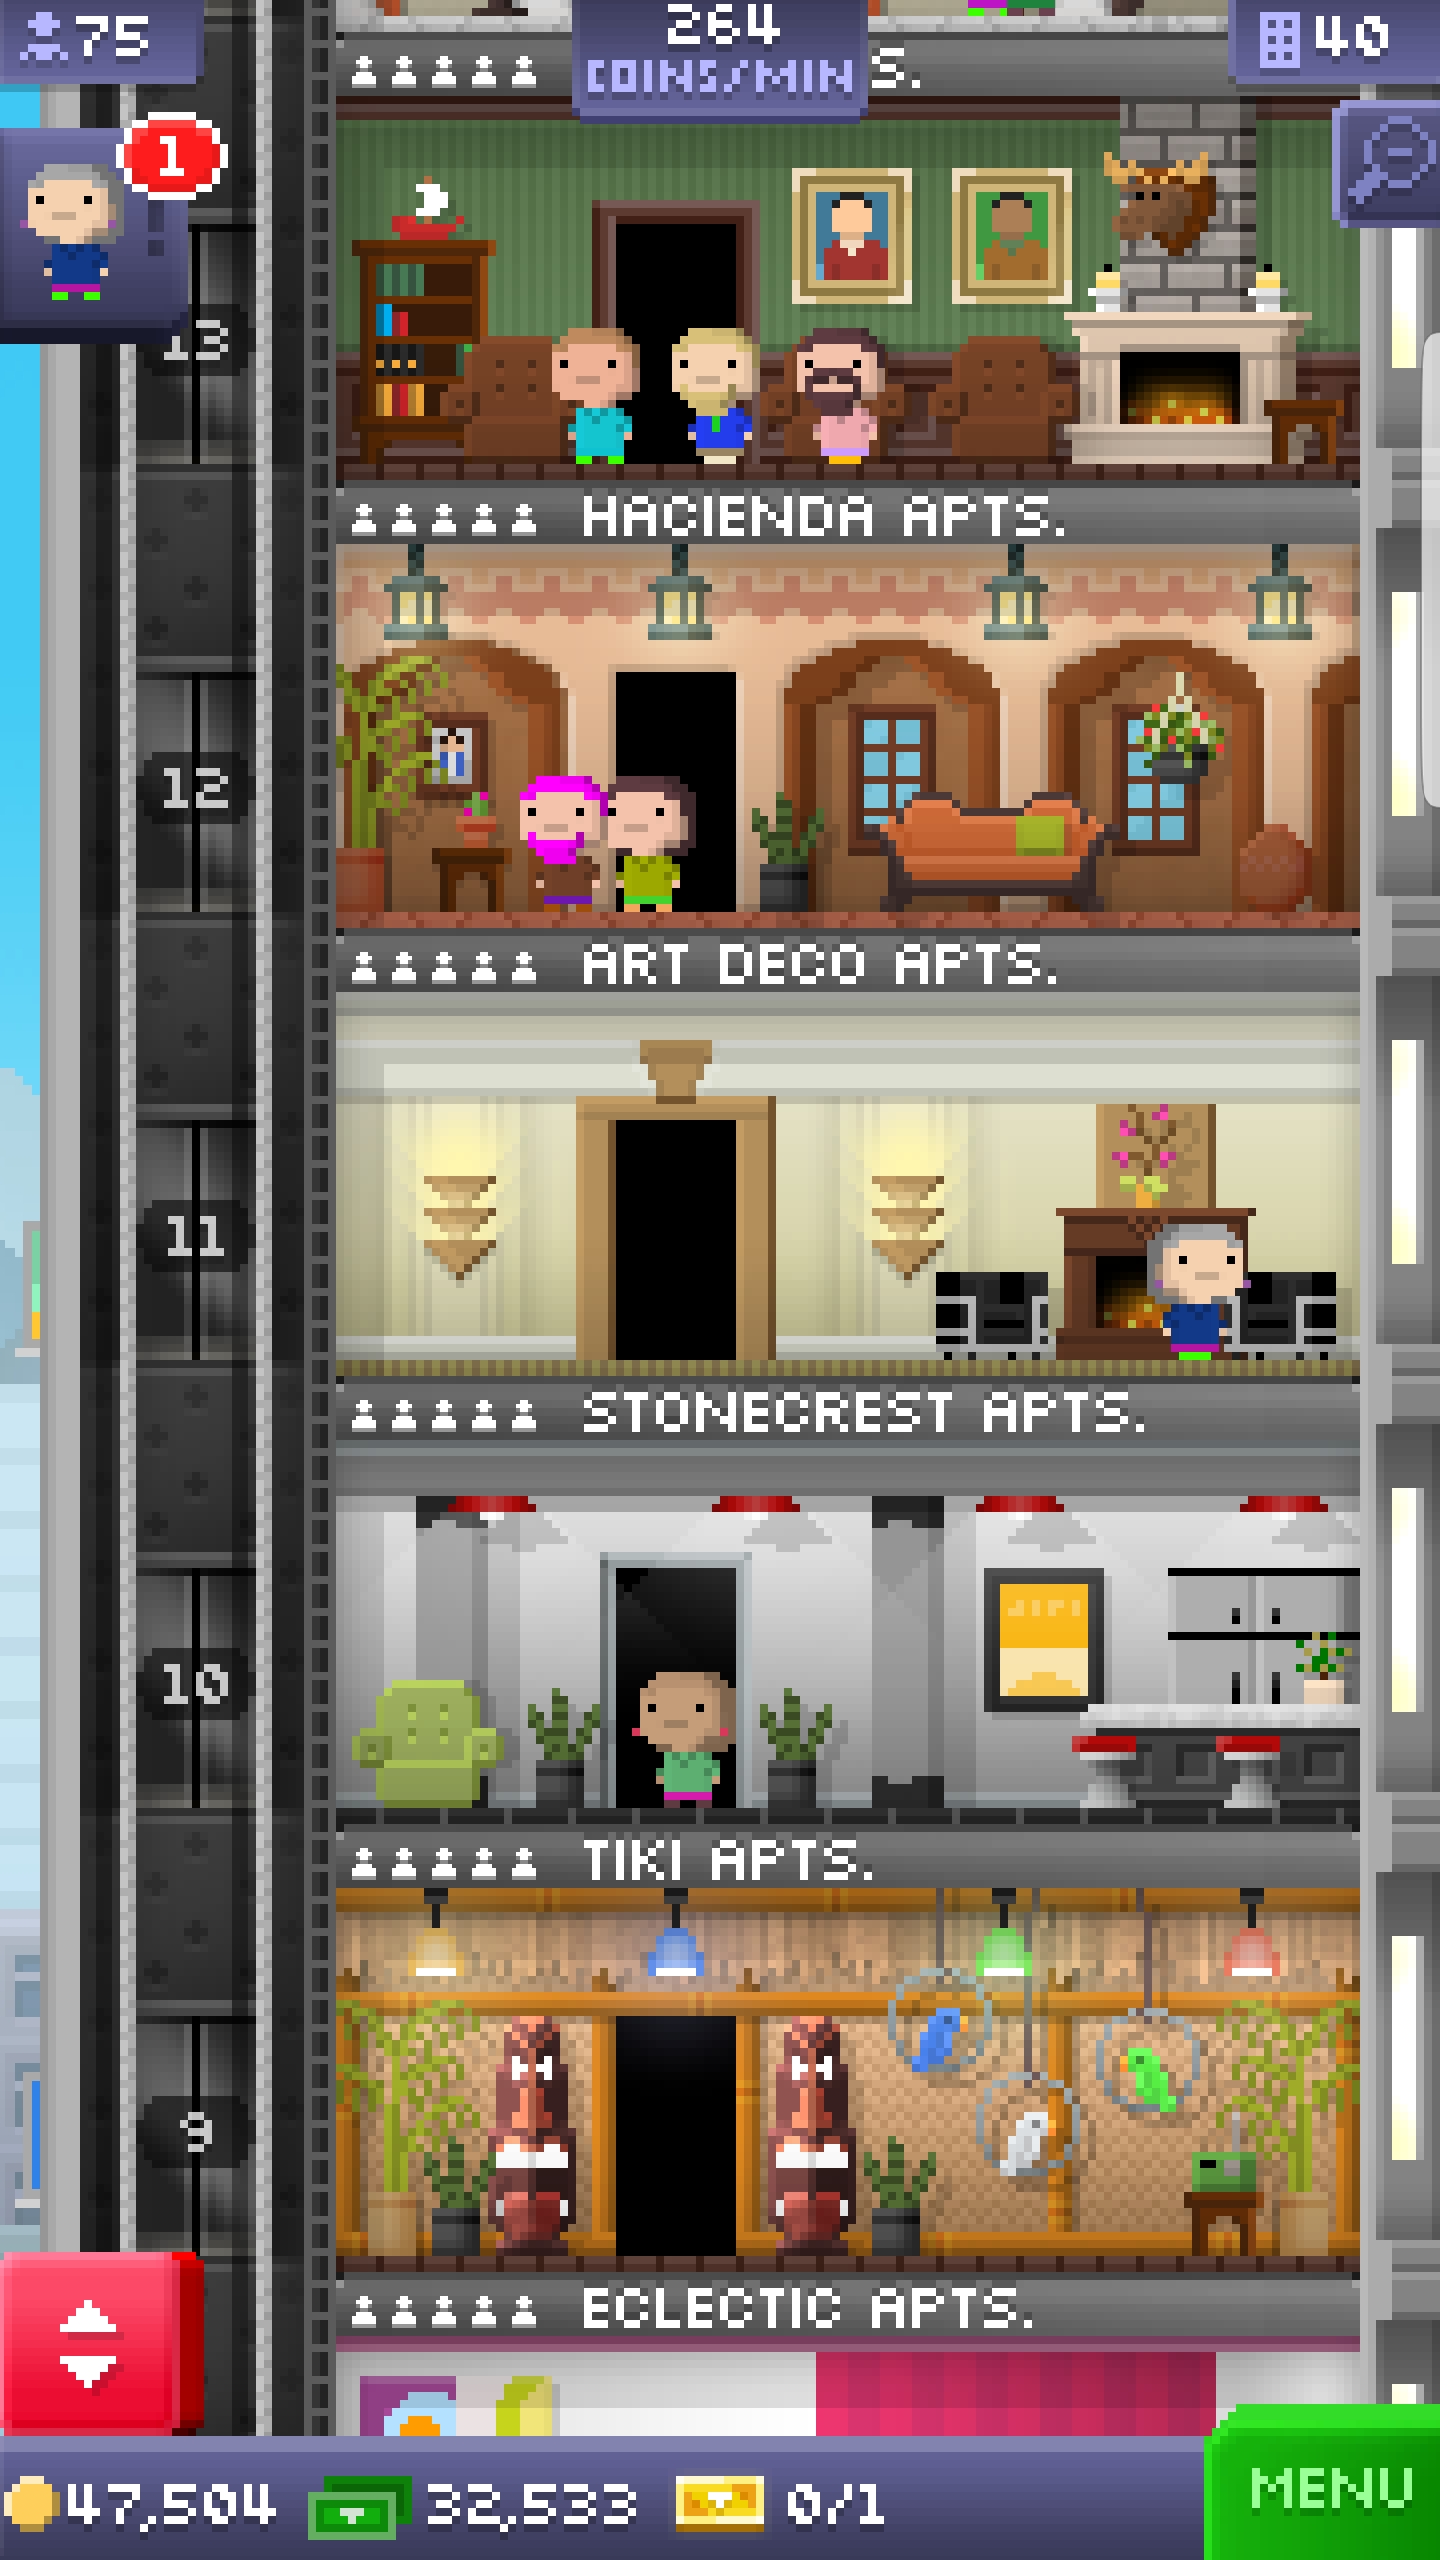 75
264
COINS/MIN
S.
40
1
13
HACIENDA APTS.
12
ART DECO APTS.
11
STONECREST APTS.
10
TIKI APTS.
9
ECLECTIC APTS.
47,504
32,533
0/1
MENU